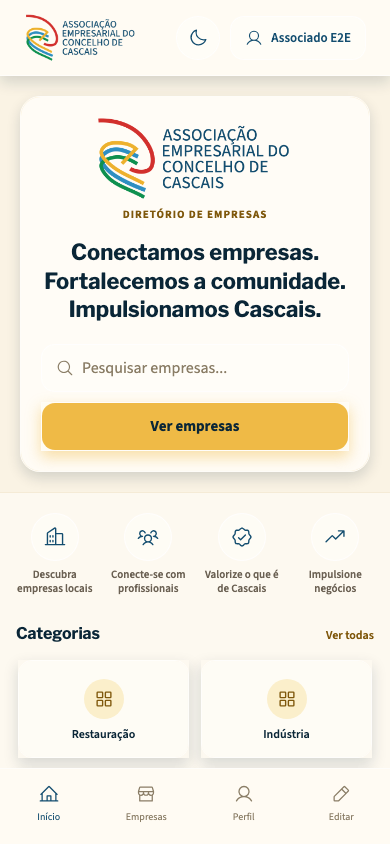 ASSOCIAÇÃO
EMPRESARIAL DO
CONCELHO DE
CASCAIS
Associado E2E
ASSOCIAÇÃO
EMPRESARIAL DO
CONCELHO DE
CASCAIS
DIRETÓRIO DE EMPRESAS
Conectamos empresas.
Fortalecemos a comunidade.
Impulsionamos Cascais.
Pesquisar empresas...
Ver empresas
Descubra
empresas locais
Conecte-se com
profissionais
Valorize o que é
de Cascais
Impulsione
negócios
Categorias
Ver todas
Restauração
Indústria
Início
Empresas
Perfil
Editar